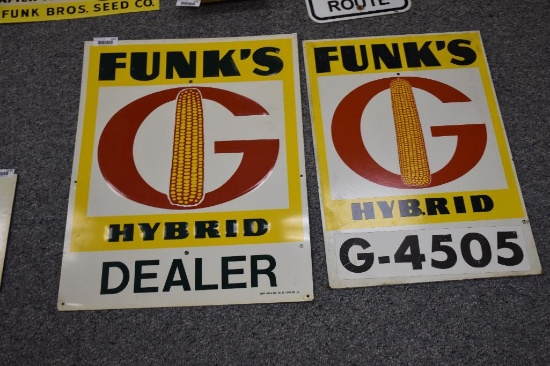 FUNK BROS. SEED CO.
ROUTE
FUNK'S
G
HYBRID
DEALER
FUNK'S
G
HYBRID
G-4505